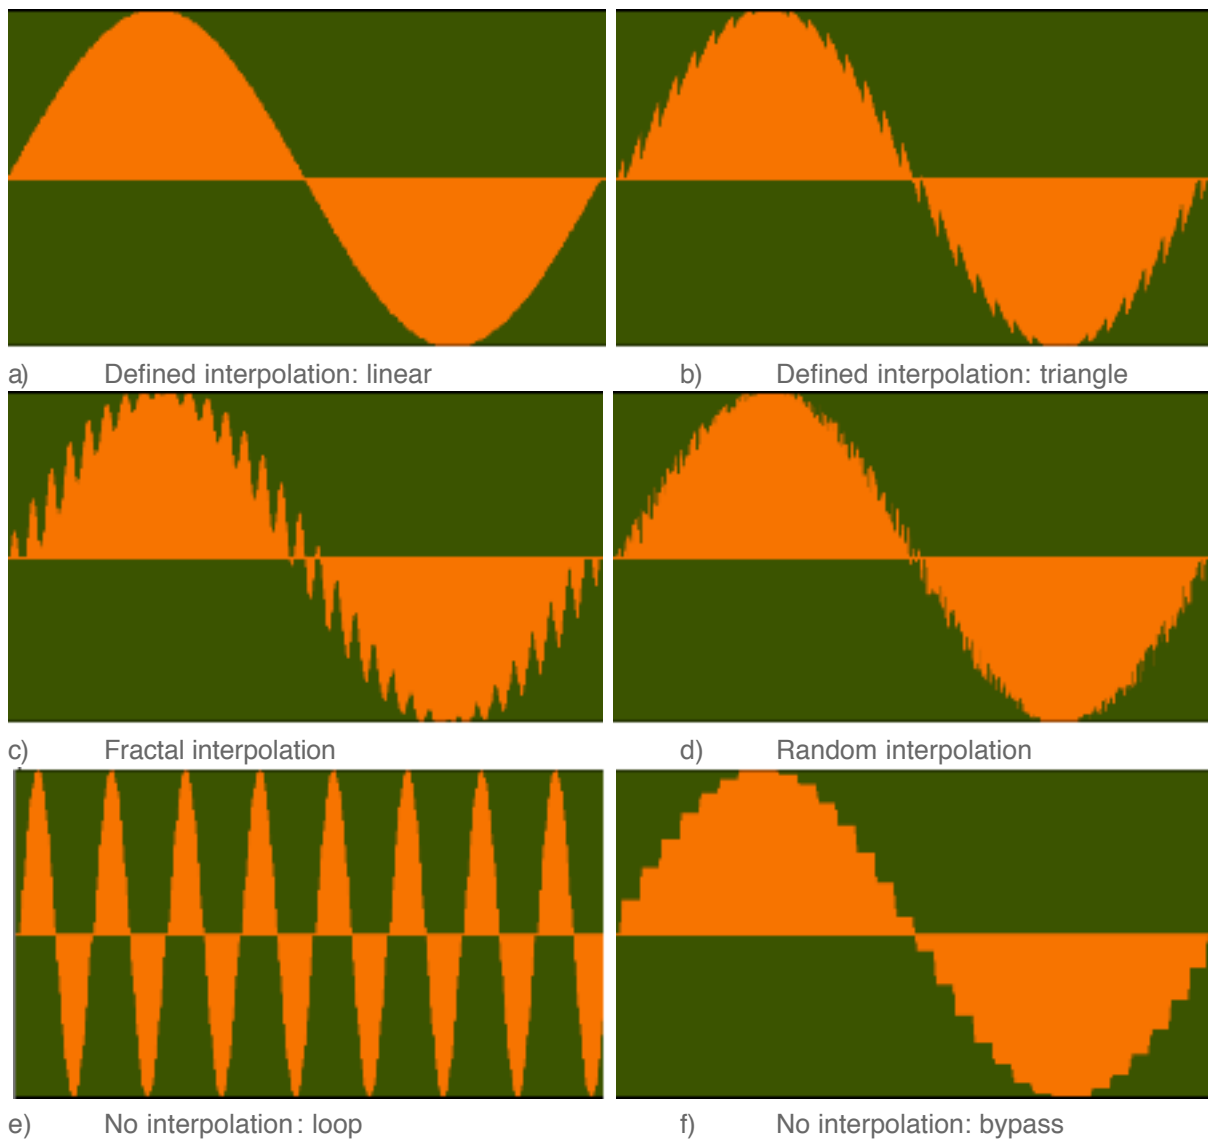 a) Defined interpolation: linear
b) Defined interpolation: triangle
c) Fractal interpolation
d) Random interpolation
e) No interpolation: loop
f) No interpolation: bypass